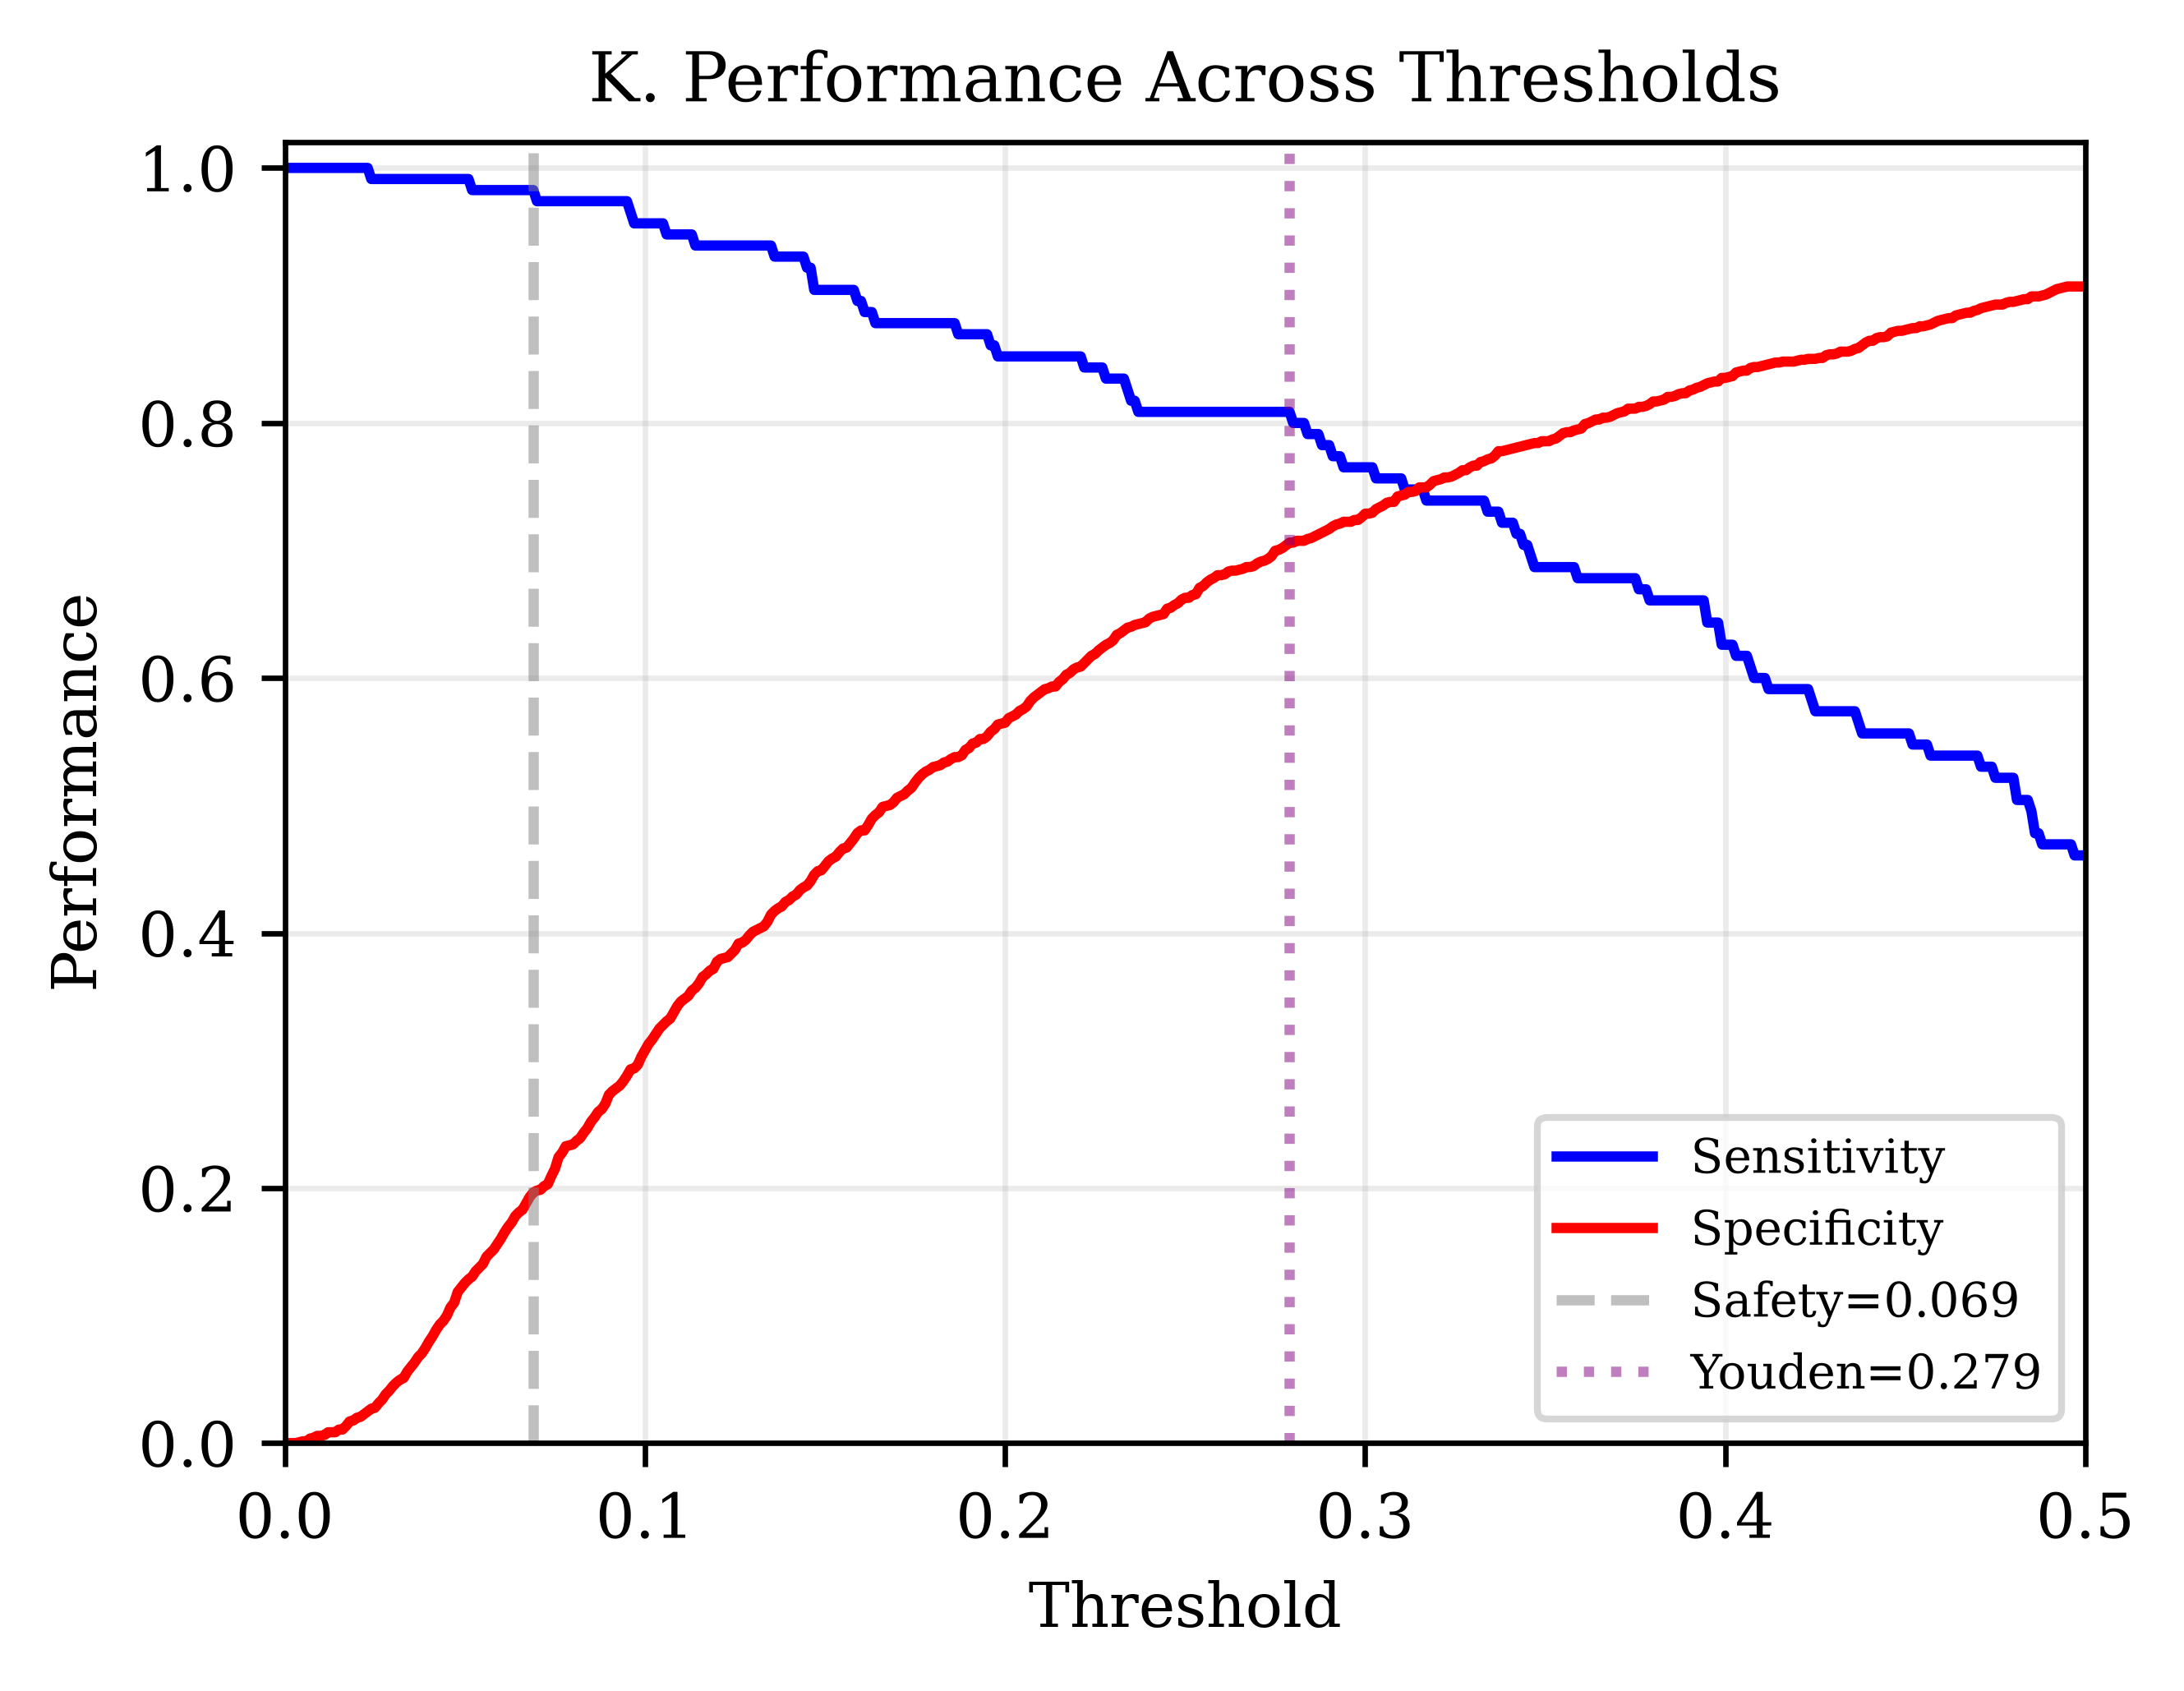 K. Performance Across Thresholds
1.0
0.8
0.6
0.4
0.2
0.0
Performance
0.0 0.1 0.2 0.3 0.4 0.5
Threshold
Sensitivity
Specificity
Safety=0.069
Youden=0.279